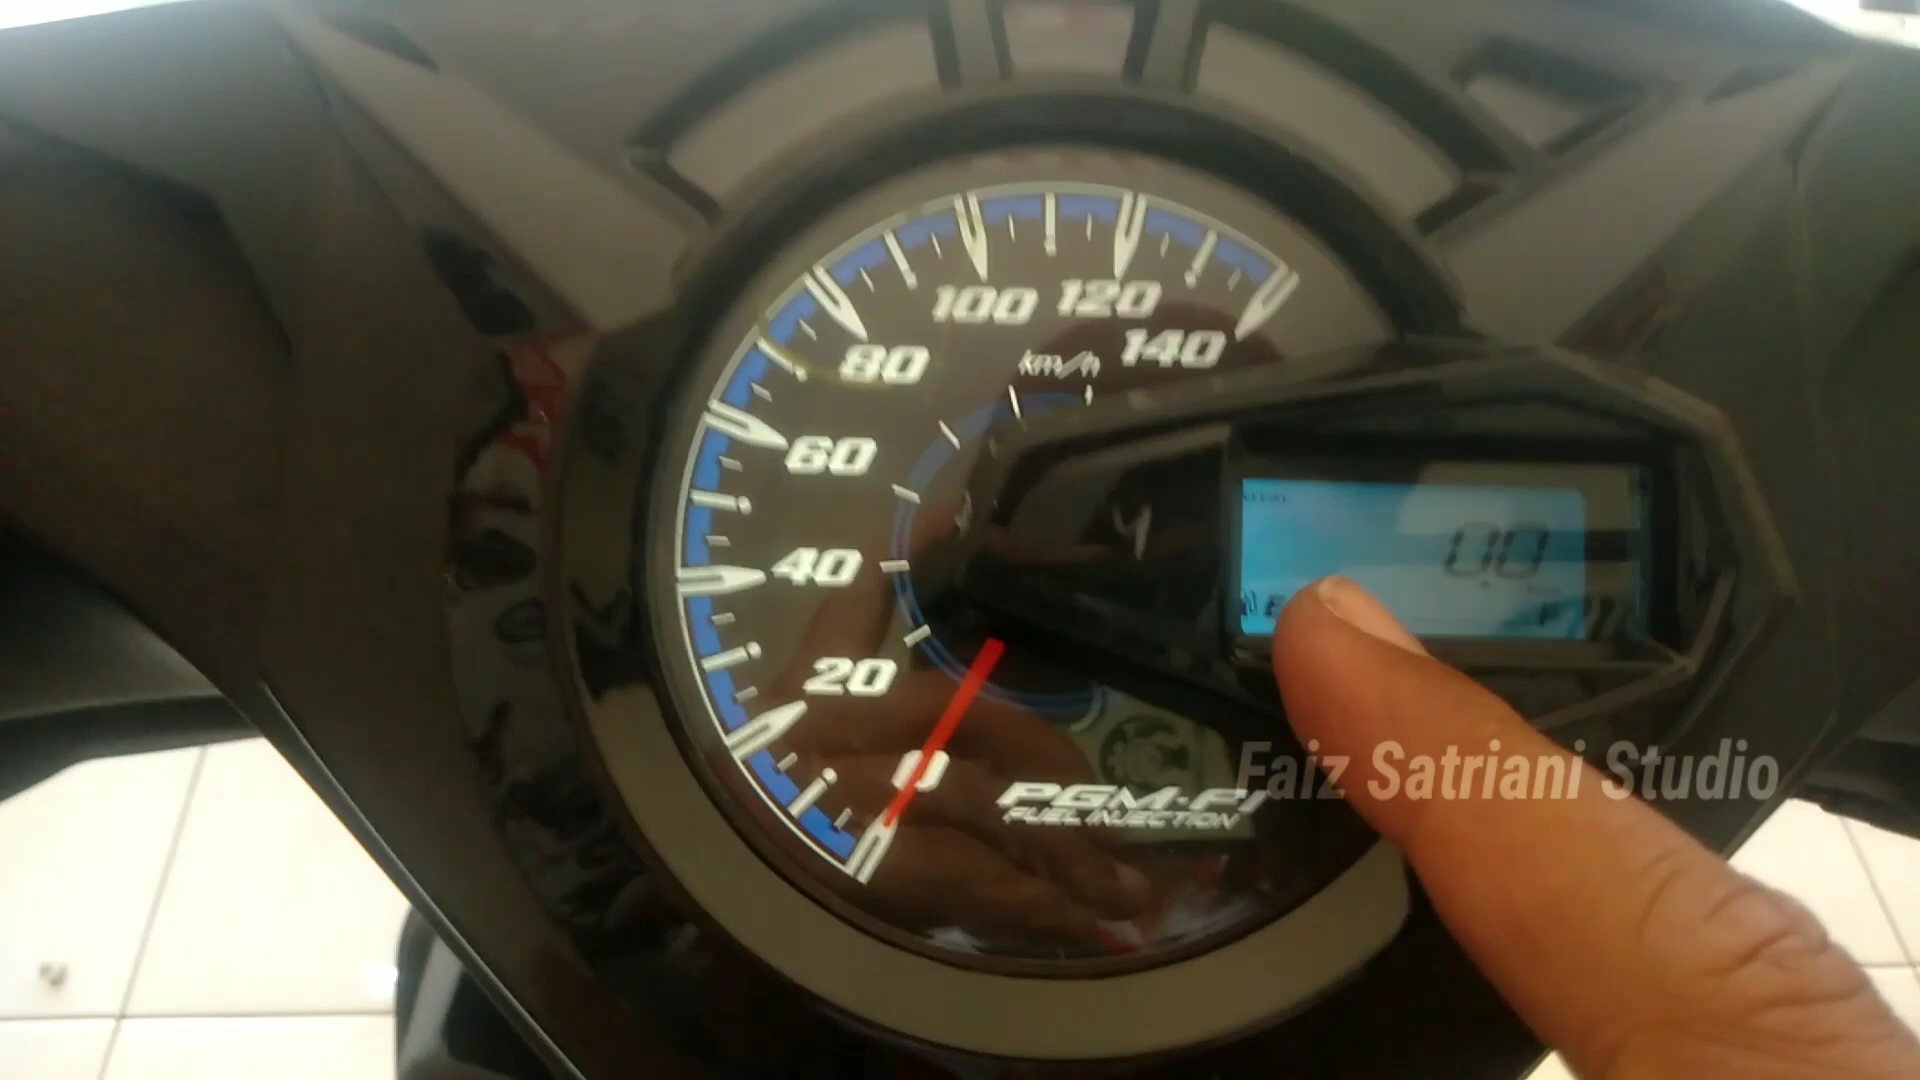 100 120
140
80
km/h
60
0.0
40
E F
20
0
PGM-FI
FUEL INJECTION
Faiz Satriani Studio